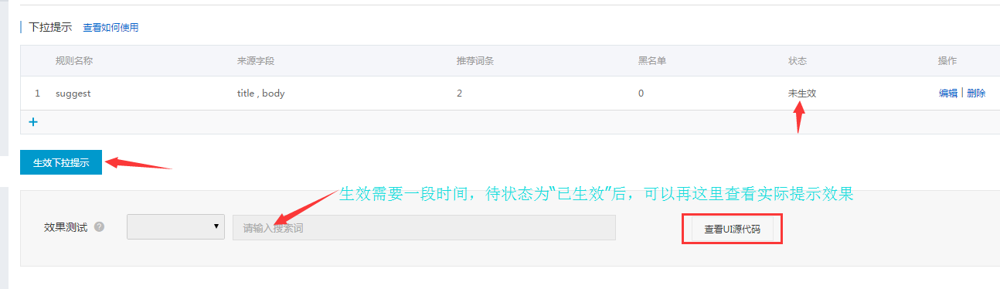 下拉提示 查看如何使用
规则名称 来源字段 推荐词条 黑名单 状态 操作
1 suggest title , body 2 0 未生效 编辑 | 删除
+
生效下拉提示
生效需要一段时间，待状态为“已生效”后，可以再这里查看实际提示效果
效果测试 ? 请输入搜索词 查看UI源代码